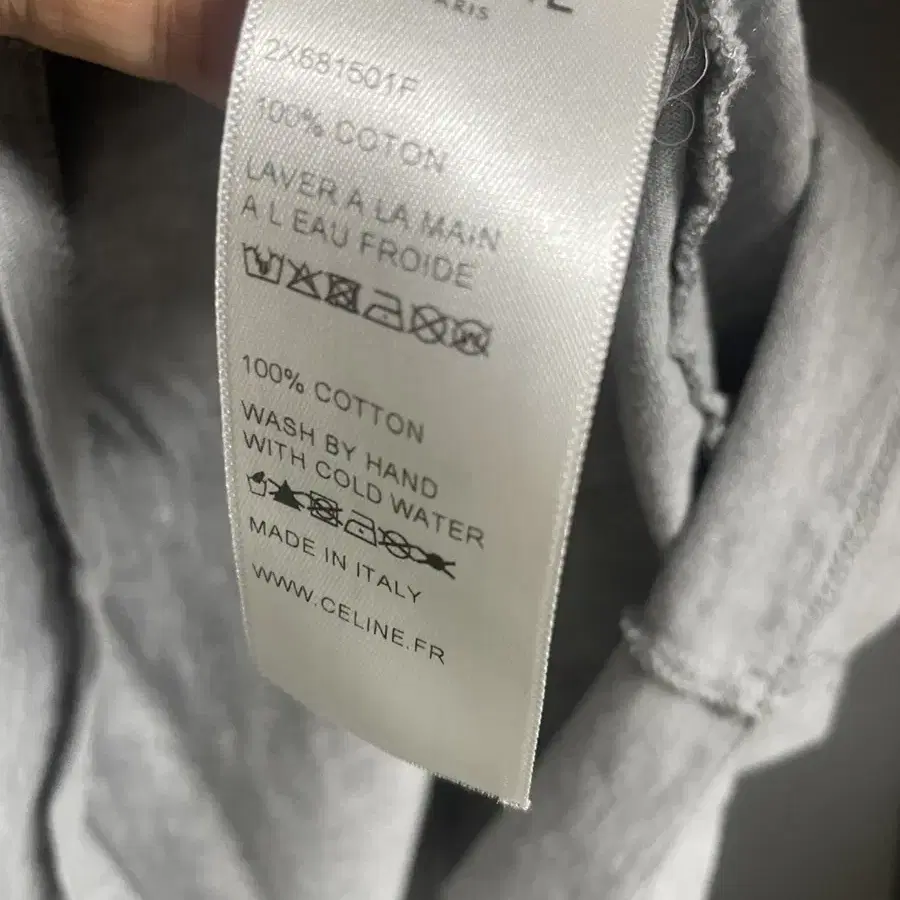 PARIS
2X681501F
100% COTON
LAVER A LA MAIN
A L EAU FROIDE
100% COTTON
WASH BY HAND
WITH COLD WATER
MADE IN ITALY
WWW.CELINE.FR